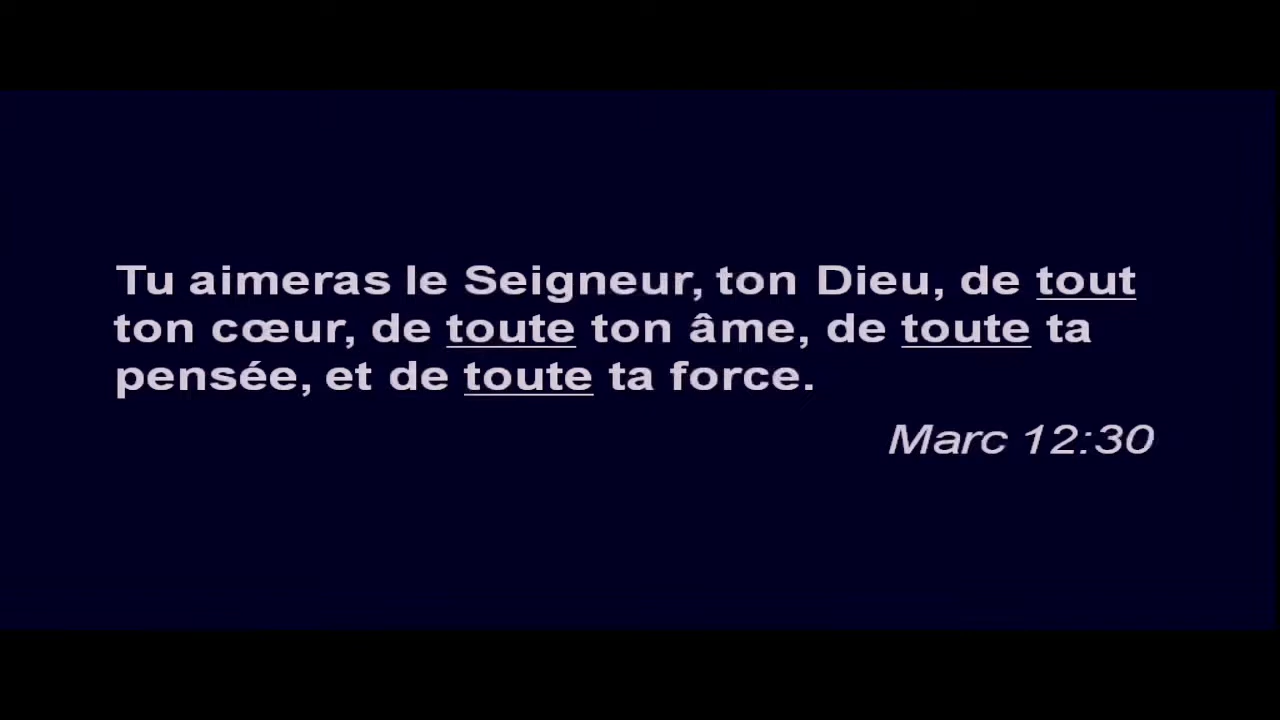 Tu aimeras le Seigneur, ton Dieu, de tout
ton cœur, de toute ton âme, de toute ta
pensée, et de toute ta force.
Marc 12:30